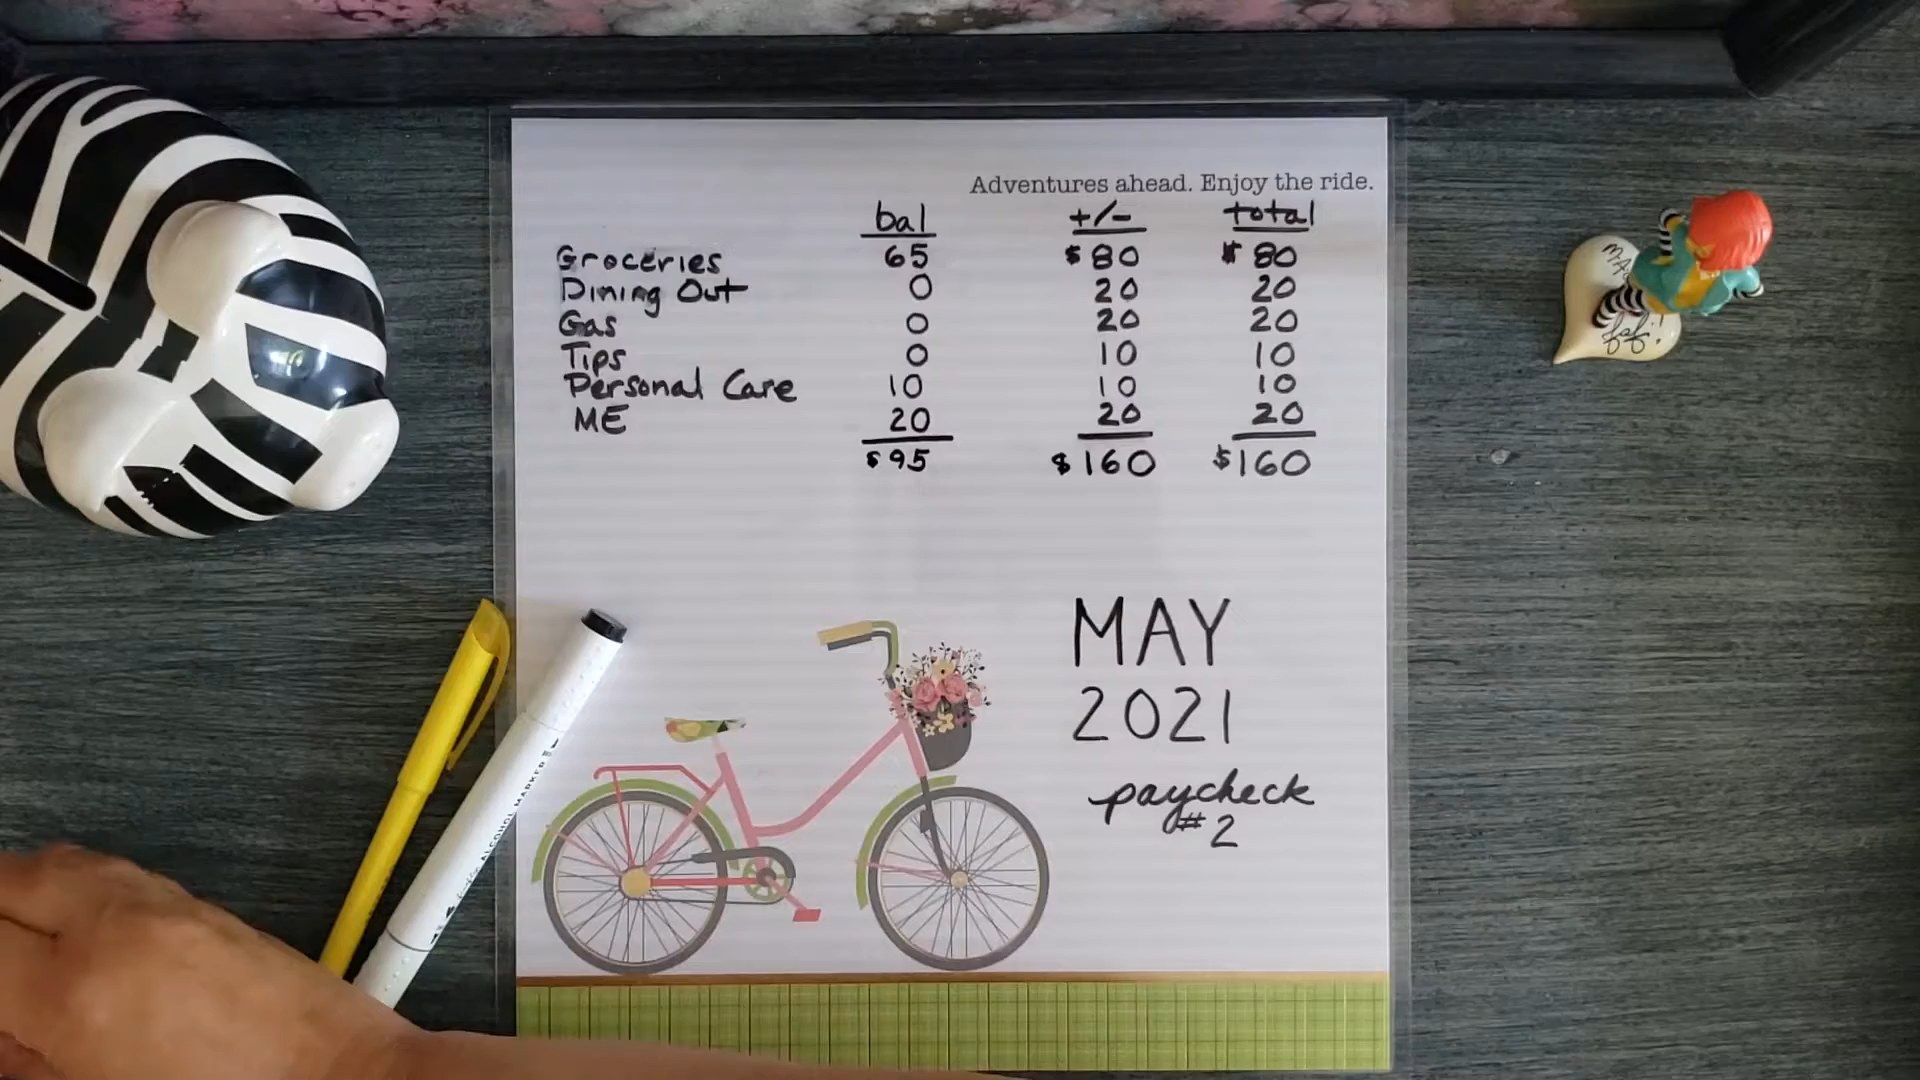 Adventures ahead. Enjoy the ride.
bal +/- total
Groceries 65 $80 $80
Dining Out 0 20 20
Gas 0 20 20
Tips 0 10 10
Personal Care 10 10 10
ME 20 20 20
$95 $160 $160
MAY
2021
paycheck
#2
ALCOHOL MARKER